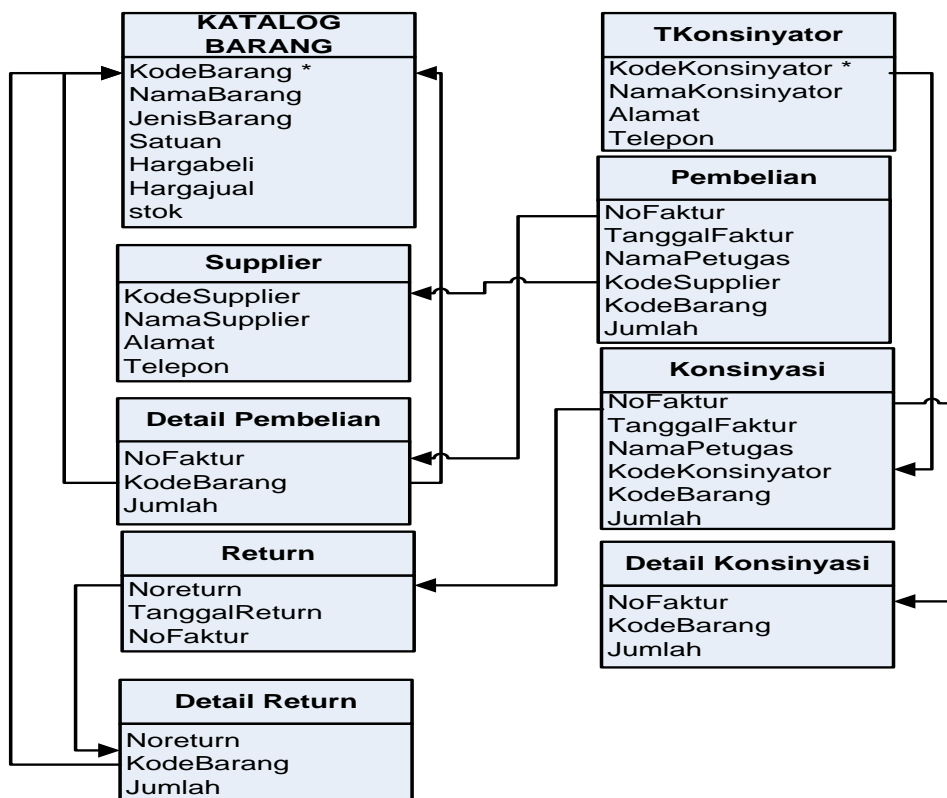 KATALOG
BARANG
KodeBarang *
NamaBarang
JenisBarang
Satuan
Hargabeli
Hargajual
stok
Supplier
KodeSupplier
NamaSupplier
Alamat
Telepon
Detail Pembelian
NoFaktur
KodeBarang
Jumlah
Return
Noreturn
TanggalReturn
NoFaktur
Detail Return
Noreturn
KodeBarang
Jumlah
TKonsinyator
KodeKonsinyator *
NamaKonsinyator
Alamat
Telepon
Pembelian
NoFaktur
TanggalFaktur
NamaPetugas
KodeSupplier
KodeBarang
Jumlah
Konsinyasi
NoFaktur
TanggalFaktur
NamaPetugas
KodeKonsinyator
KodeBarang
Jumlah
Detail Konsinyasi
NoFaktur
KodeBarang
Jumlah